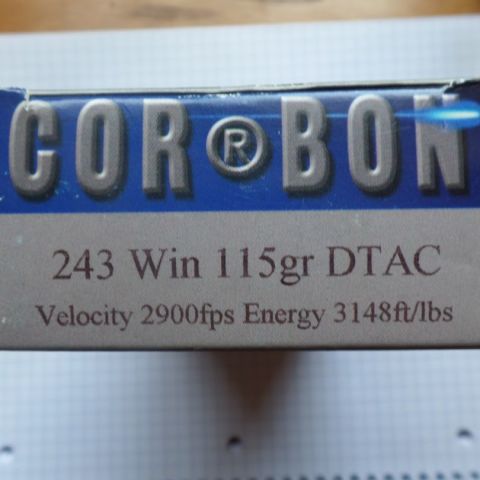 COR®BON
243 Win 115gr DTAC
Velocity 2900fps Energy 3148ft/lbs